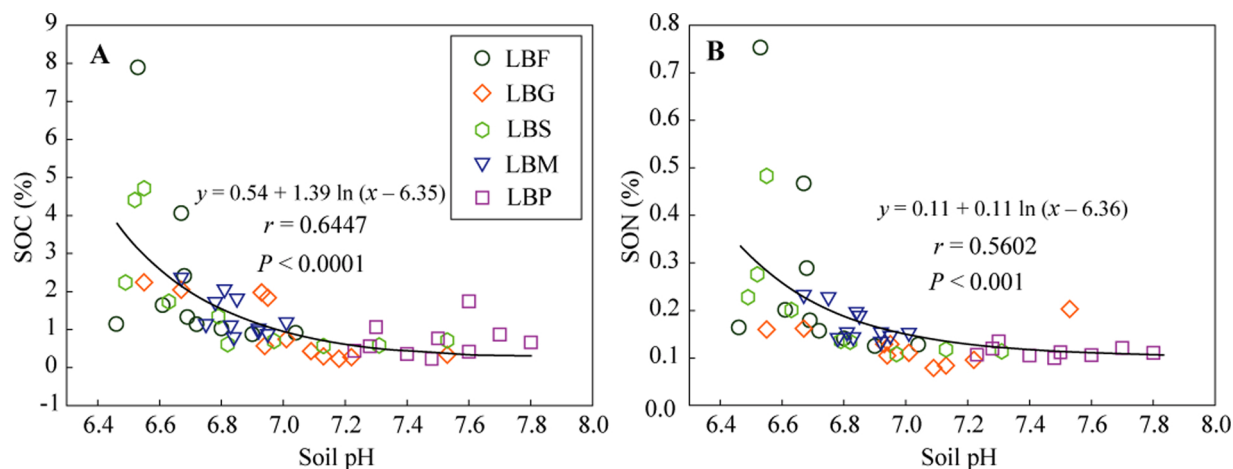 A
SOC (%)
9
8
7
6
5
4
3
2
1
0
-1
6.4 6.6 6.8 7.0 7.2 7.4 7.6 7.8 8.0
Soil pH
LBF
LBG
LBS
LBM
LBP
y = 0.54 + 1.39 ln (x – 6.35)
r = 0.6447
P < 0.0001
B
SON (%)
0.8
0.7
0.6
0.5
0.4
0.3
0.2
0.1
0.0
6.4 6.6 6.8 7.0 7.2 7.4 7.6 7.8 8.0
Soil pH
y = 0.11 + 0.11 ln (x – 6.36)
r = 0.5602
P < 0.001